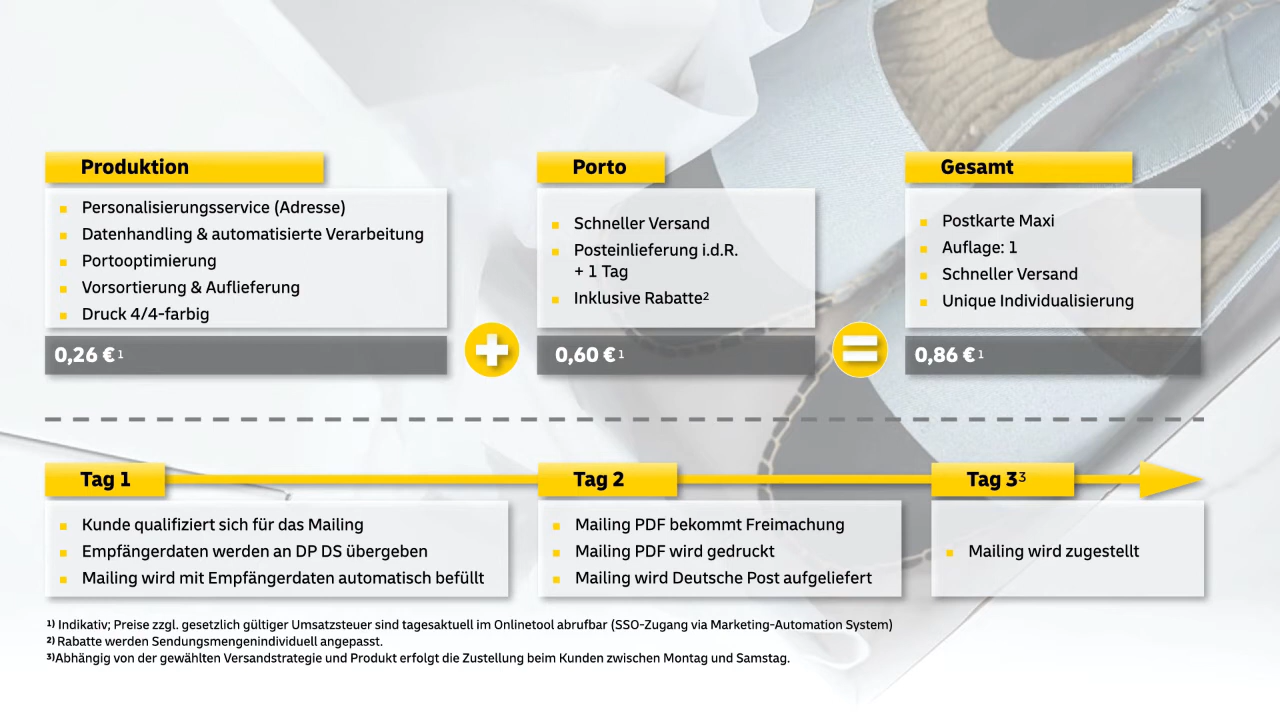 Produktion
Personalisierungsservice (Adresse)
Datenhandling & automatisierte Verarbeitung
Portooptimierung
Vorsortierung & Auflieferung
Druck 4/4-farbig
0,26 € 1
Porto
Schneller Versand
Posteinlieferung i.d.R.
+ 1 Tag
Inklusive Rabatte2
0,60 € 1
Gesamt
Postkarte Maxi
Auflage: 1
Schneller Versand
Unique Individualisierung
0,86 € 1
Tag 1
Kunde qualifiziert sich für das Mailing
Empfängerdaten werden an DP DS übergeben
Mailing wird mit Empfängerdaten automatisch befüllt
Tag 2
Mailing PDF bekommt Freimachung
Mailing PDF wird gedruckt
Mailing wird Deutsche Post aufgeliefert
Tag 33
Mailing wird zugestellt
1) Indikativ; Preise zzgl. gesetzlich gültiger Umsatzsteuer sind tagesaktuell im Onlinetool abrufbar (SSO-Zugang via Marketing-Automation System)
2) Rabatte werden Sendungsmengenindividuell angepasst.
3)Abhängig von der gewählten Versandstrategie und Produkt erfolgt die Zustellung beim Kunden zwischen Montag und Samstag.